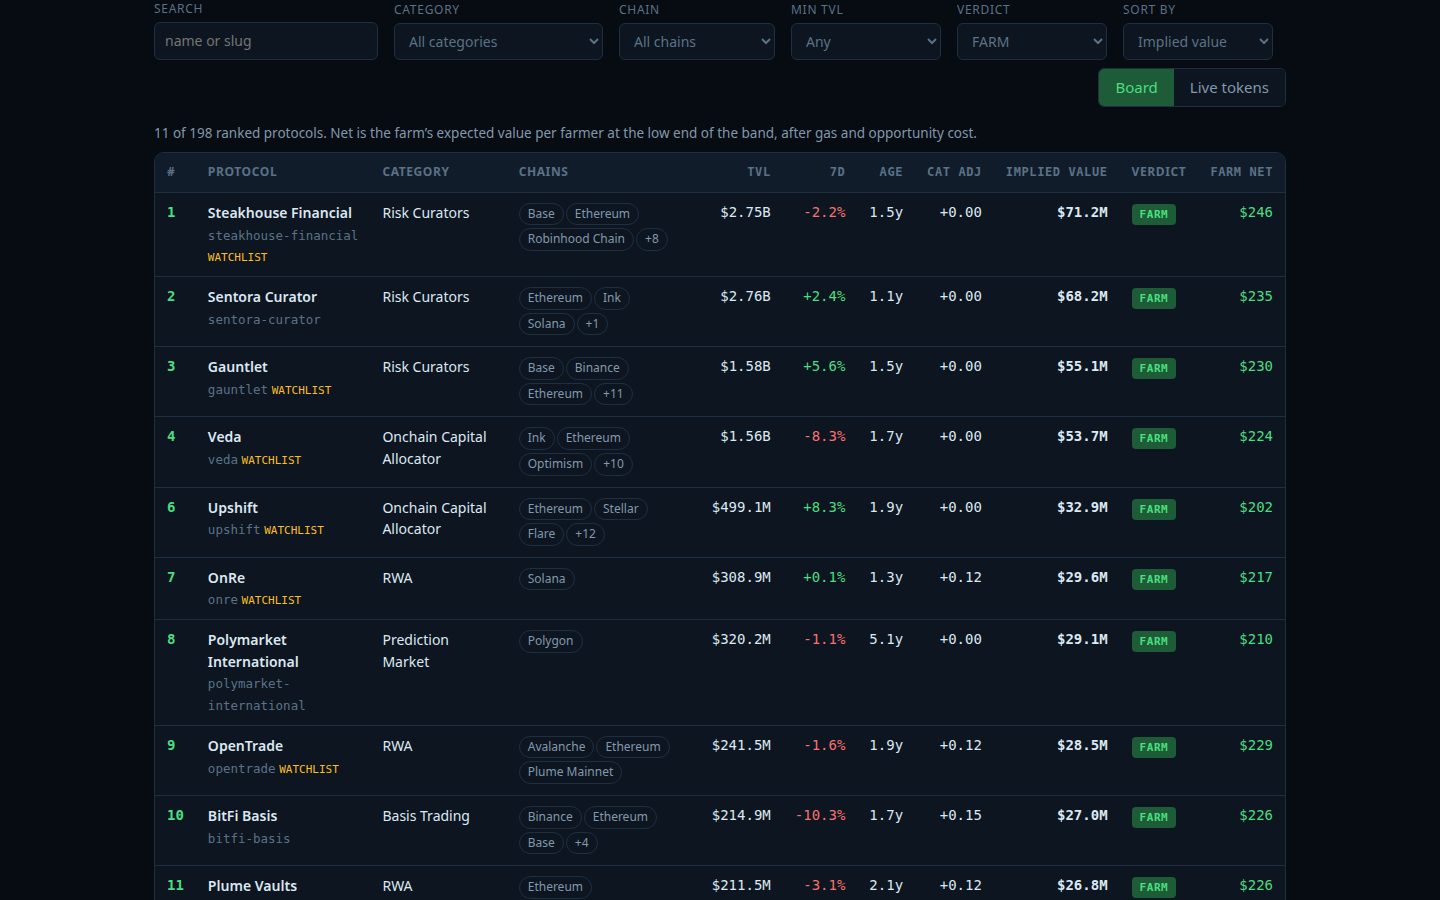 SEARCH CATEGORY CHAIN MIN TVL VERDICT SORT BY
name or slug All categories All chains Any FARM Implied value
Board Live tokens
11 of 198 ranked protocols. Net is the farm's expected value per farmer at the low end of the band, after gas and opportunity cost.
# PROTOCOL CATEGORY CHAINS TVL 7D AGE CAT ADJ IMPLIED VALUE VERDICT FARM NET
1 Steakhouse Financial Risk Curators Base Ethereum $2.75B -2.2% 1.5y +0.00 $71.2M FARM $246
steakhouse-financial Robinhood Chain +8
WATCHLIST
2 Sentora Curator Risk Curators Ethereum Ink $2.76B +2.4% 1.1y +0.00 $68.2M FARM $235
sentora-curator Solana +1
3 Gauntlet Risk Curators Base Binance $1.58B +5.6% 1.5y +0.00 $55.1M FARM $230
gauntlet WATCHLIST Ethereum +11
4 Veda Onchain Capital Ink Ethereum $1.56B -8.3% 1.7y +0.00 $53.7M FARM $224
veda WATCHLIST Allocator Optimism +10
6 Upshift Onchain Capital Ethereum Stellar $499.1M +8.3% 1.9y +0.00 $32.9M FARM $202
upshift WATCHLIST Allocator Flare +12
7 OnRe RWA Solana $308.9M +0.1% 1.3y +0.12 $29.6M FARM $217
onre WATCHLIST
8 Polymarket Prediction Polygon $320.2M -1.1% 5.1y +0.00 $29.1M FARM $210
International Market
polymarket-
international
9 OpenTrade RWA Avalanche Ethereum $241.5M -1.6% 1.9y +0.12 $28.5M FARM $229
opentrade WATCHLIST Plume Mainnet
10 BitFi Basis Basis Trading Binance Ethereum $214.9M -10.3% 1.7y +0.15 $27.0M FARM $226
bitfi-basis Base +4
11 Plume Vaults RWA Ethereum $211.5M -3.1% 2.1y +0.12 $26.8M FARM $226